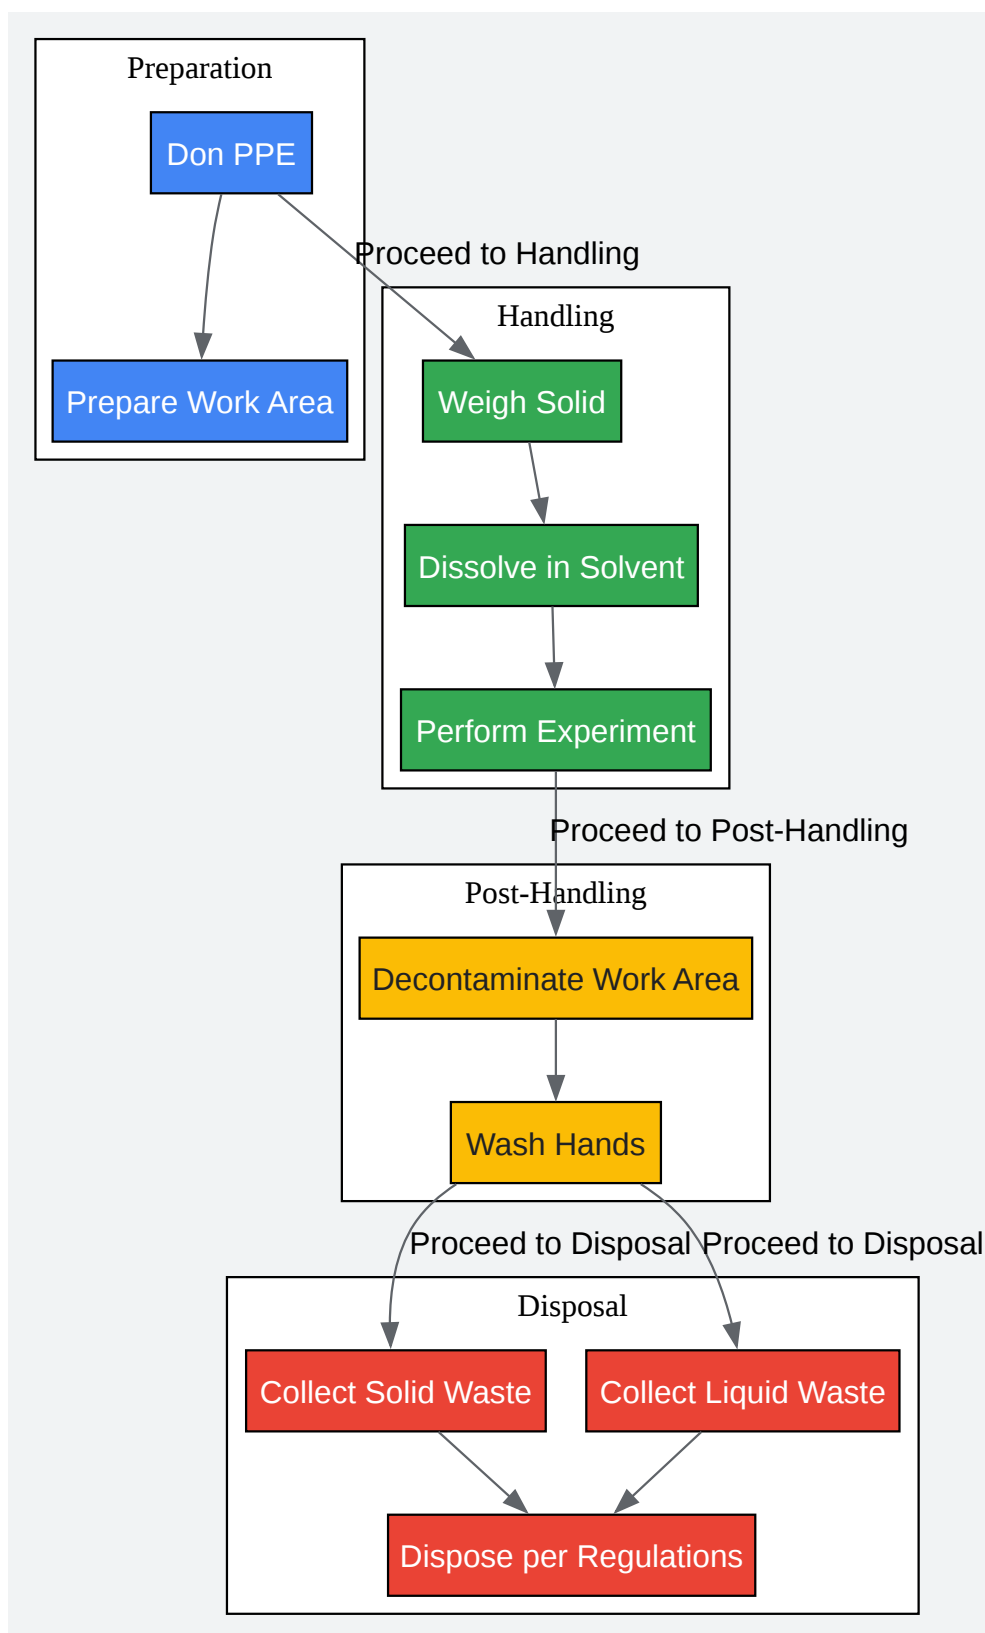 Preparation
Don PPE
Proceed to Handling
Handling
Prepare Work Area
Weigh Solid
Dissolve in Solvent
Perform Experiment
Proceed to Post-Handling
Post-Handling
Decontaminate Work Area
Wash Hands
Proceed to Disposal
Proceed to Disposal
Disposal
Collect Solid Waste
Collect Liquid Waste
Dispose per Regulations